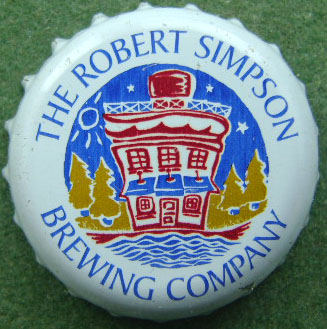 THE ROBERT SIMPSON
BREWING COMPANY